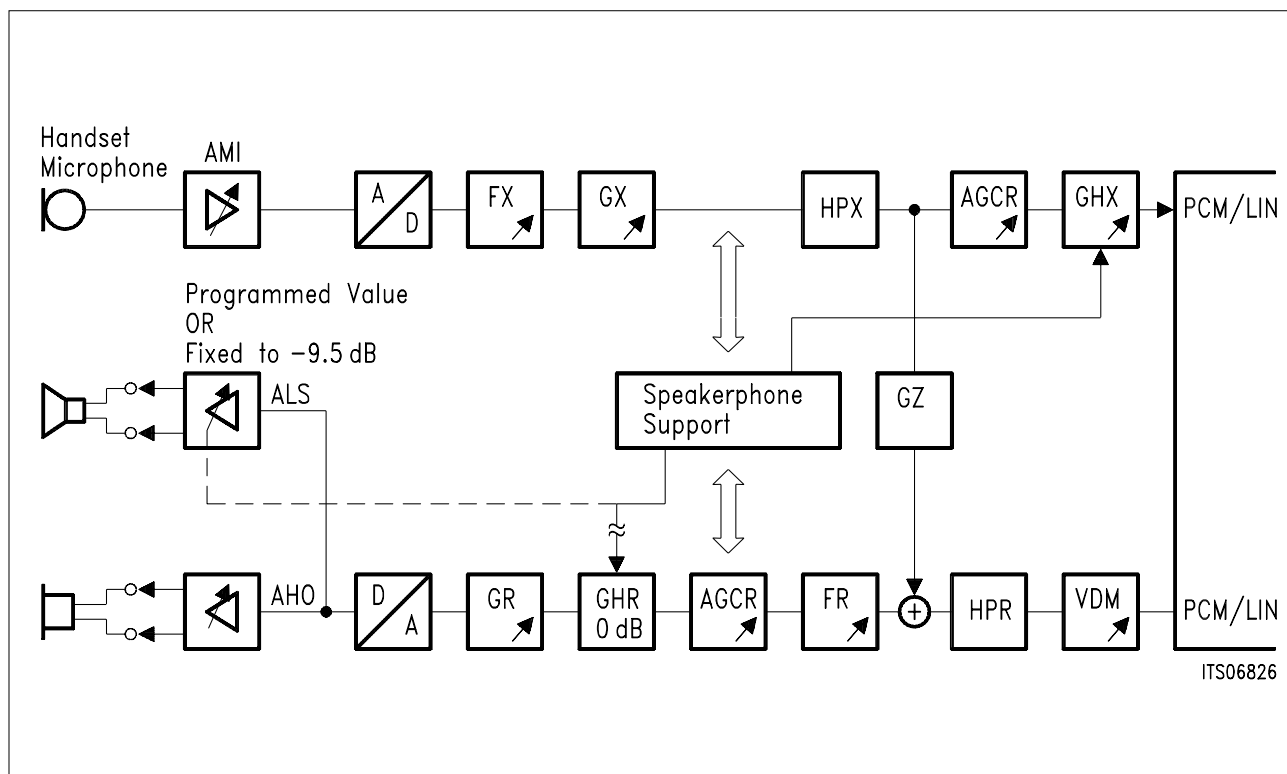 Handset
Microphone
AMI
A
D
FX
GX
HPX
AGCR
GHX
PCM/LIN
Programmed Value
OR
Fixed to −9.5 dB
ALS
Speakerphone
Support
GZ
≈
AHO
D
A
GR
GHR
0 dB
AGCR
FR
+
HPR
VDM
PCM/LIN
ITS06826